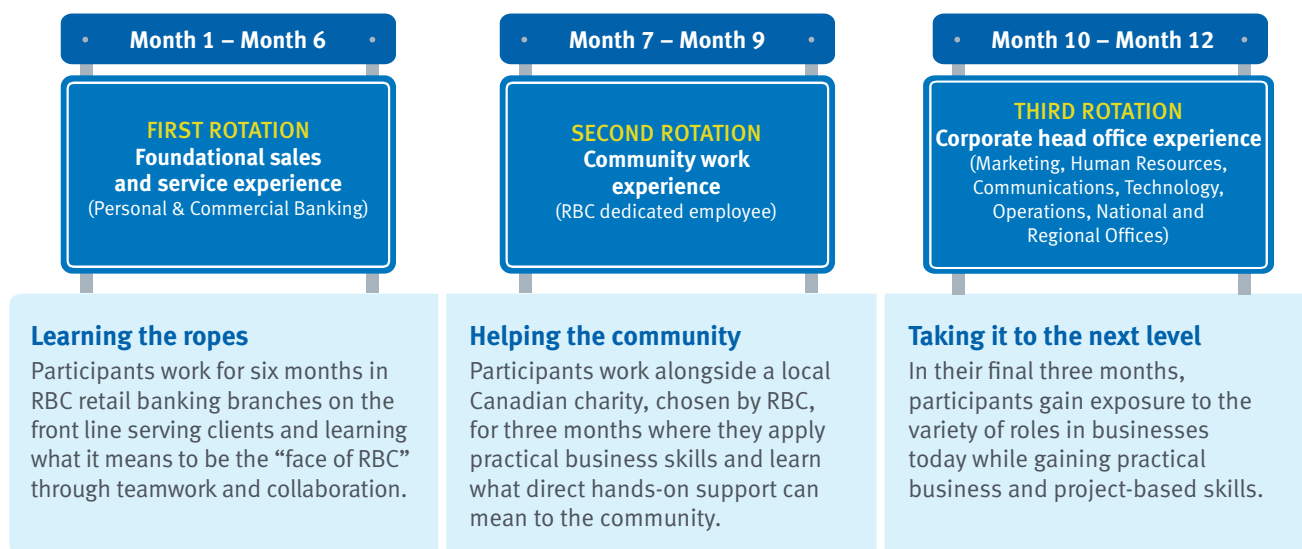 Month 1 – Month 6
FIRST ROTATION
Foundational sales
and service experience
(Personal & Commercial Banking)
Learning the ropes
Participants work for six months in
RBC retail banking branches on the
front line serving clients and learning
what it means to be the “face of RBC”
through teamwork and collaboration.
Month 7 – Month 9
SECOND ROTATION
Community work
experience
(RBC dedicated employee)
Helping the community
Participants work alongside a local
Canadian charity, chosen by RBC,
for three months where they apply
practical business skills and learn
what direct hands-on support can
mean to the community.
Month 10 – Month 12
THIRD ROTATION
Corporate head office experience
(Marketing, Human Resources,
Communications, Technology,
Operations, National and
Regional Offices)
Taking it to the next level
In their final three months,
participants gain exposure to the
variety of roles in businesses
today while gaining practical
business and project-based skills.